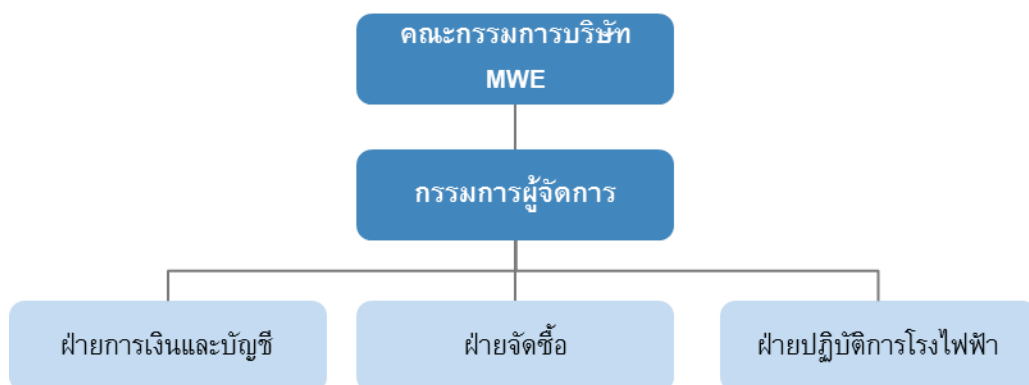 คณะกรรมการบริษัท
MWE
กรรมการผู้จัดการ
ฝ่ายการเงินและบัญชี
ฝ่ายจัดซื้อ
ฝ่ายปฏิบัติการโรงไฟฟ้า